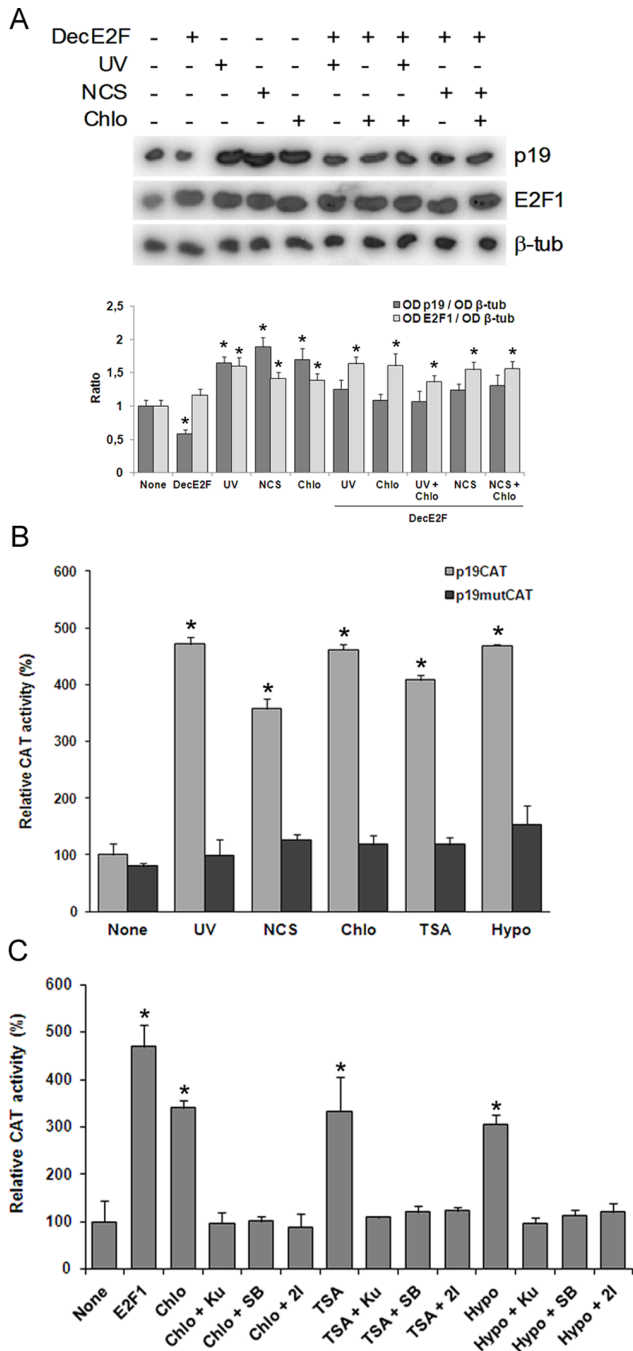 A
DecE2F - + - - - + + + + +
UV - - + - - + - + - -
NCS - - - + - - - - + +
Chlo - - - - + - + + - +
p19
E2F1
β-tub
OD p19 / OD β-tub
OD E2F1 / OD β-tub
2,5
2
1,5
1
0,5
0
Ratio
* * * * * * * * * * * *
None DecE2F UV NCS Chlo UV Chlo UV + Chlo NCS NCS + Chlo
DecE2F
B
p19CAT
p19mutCAT
600
500
400
300
200
100
0
Relative CAT activity (%)
* * * * *
None UV NCS Chlo TSA Hypo
C
600
500
400
300
200
100
0
Relative CAT activity (%)
* * * *
None E2F1 Chlo Chlo + Ku Chlo + SB Chlo + 2I TSA TSA + Ku TSA + SB TSA + 2I Hypo Hypo + Ku Hypo + SB Hypo + 2I